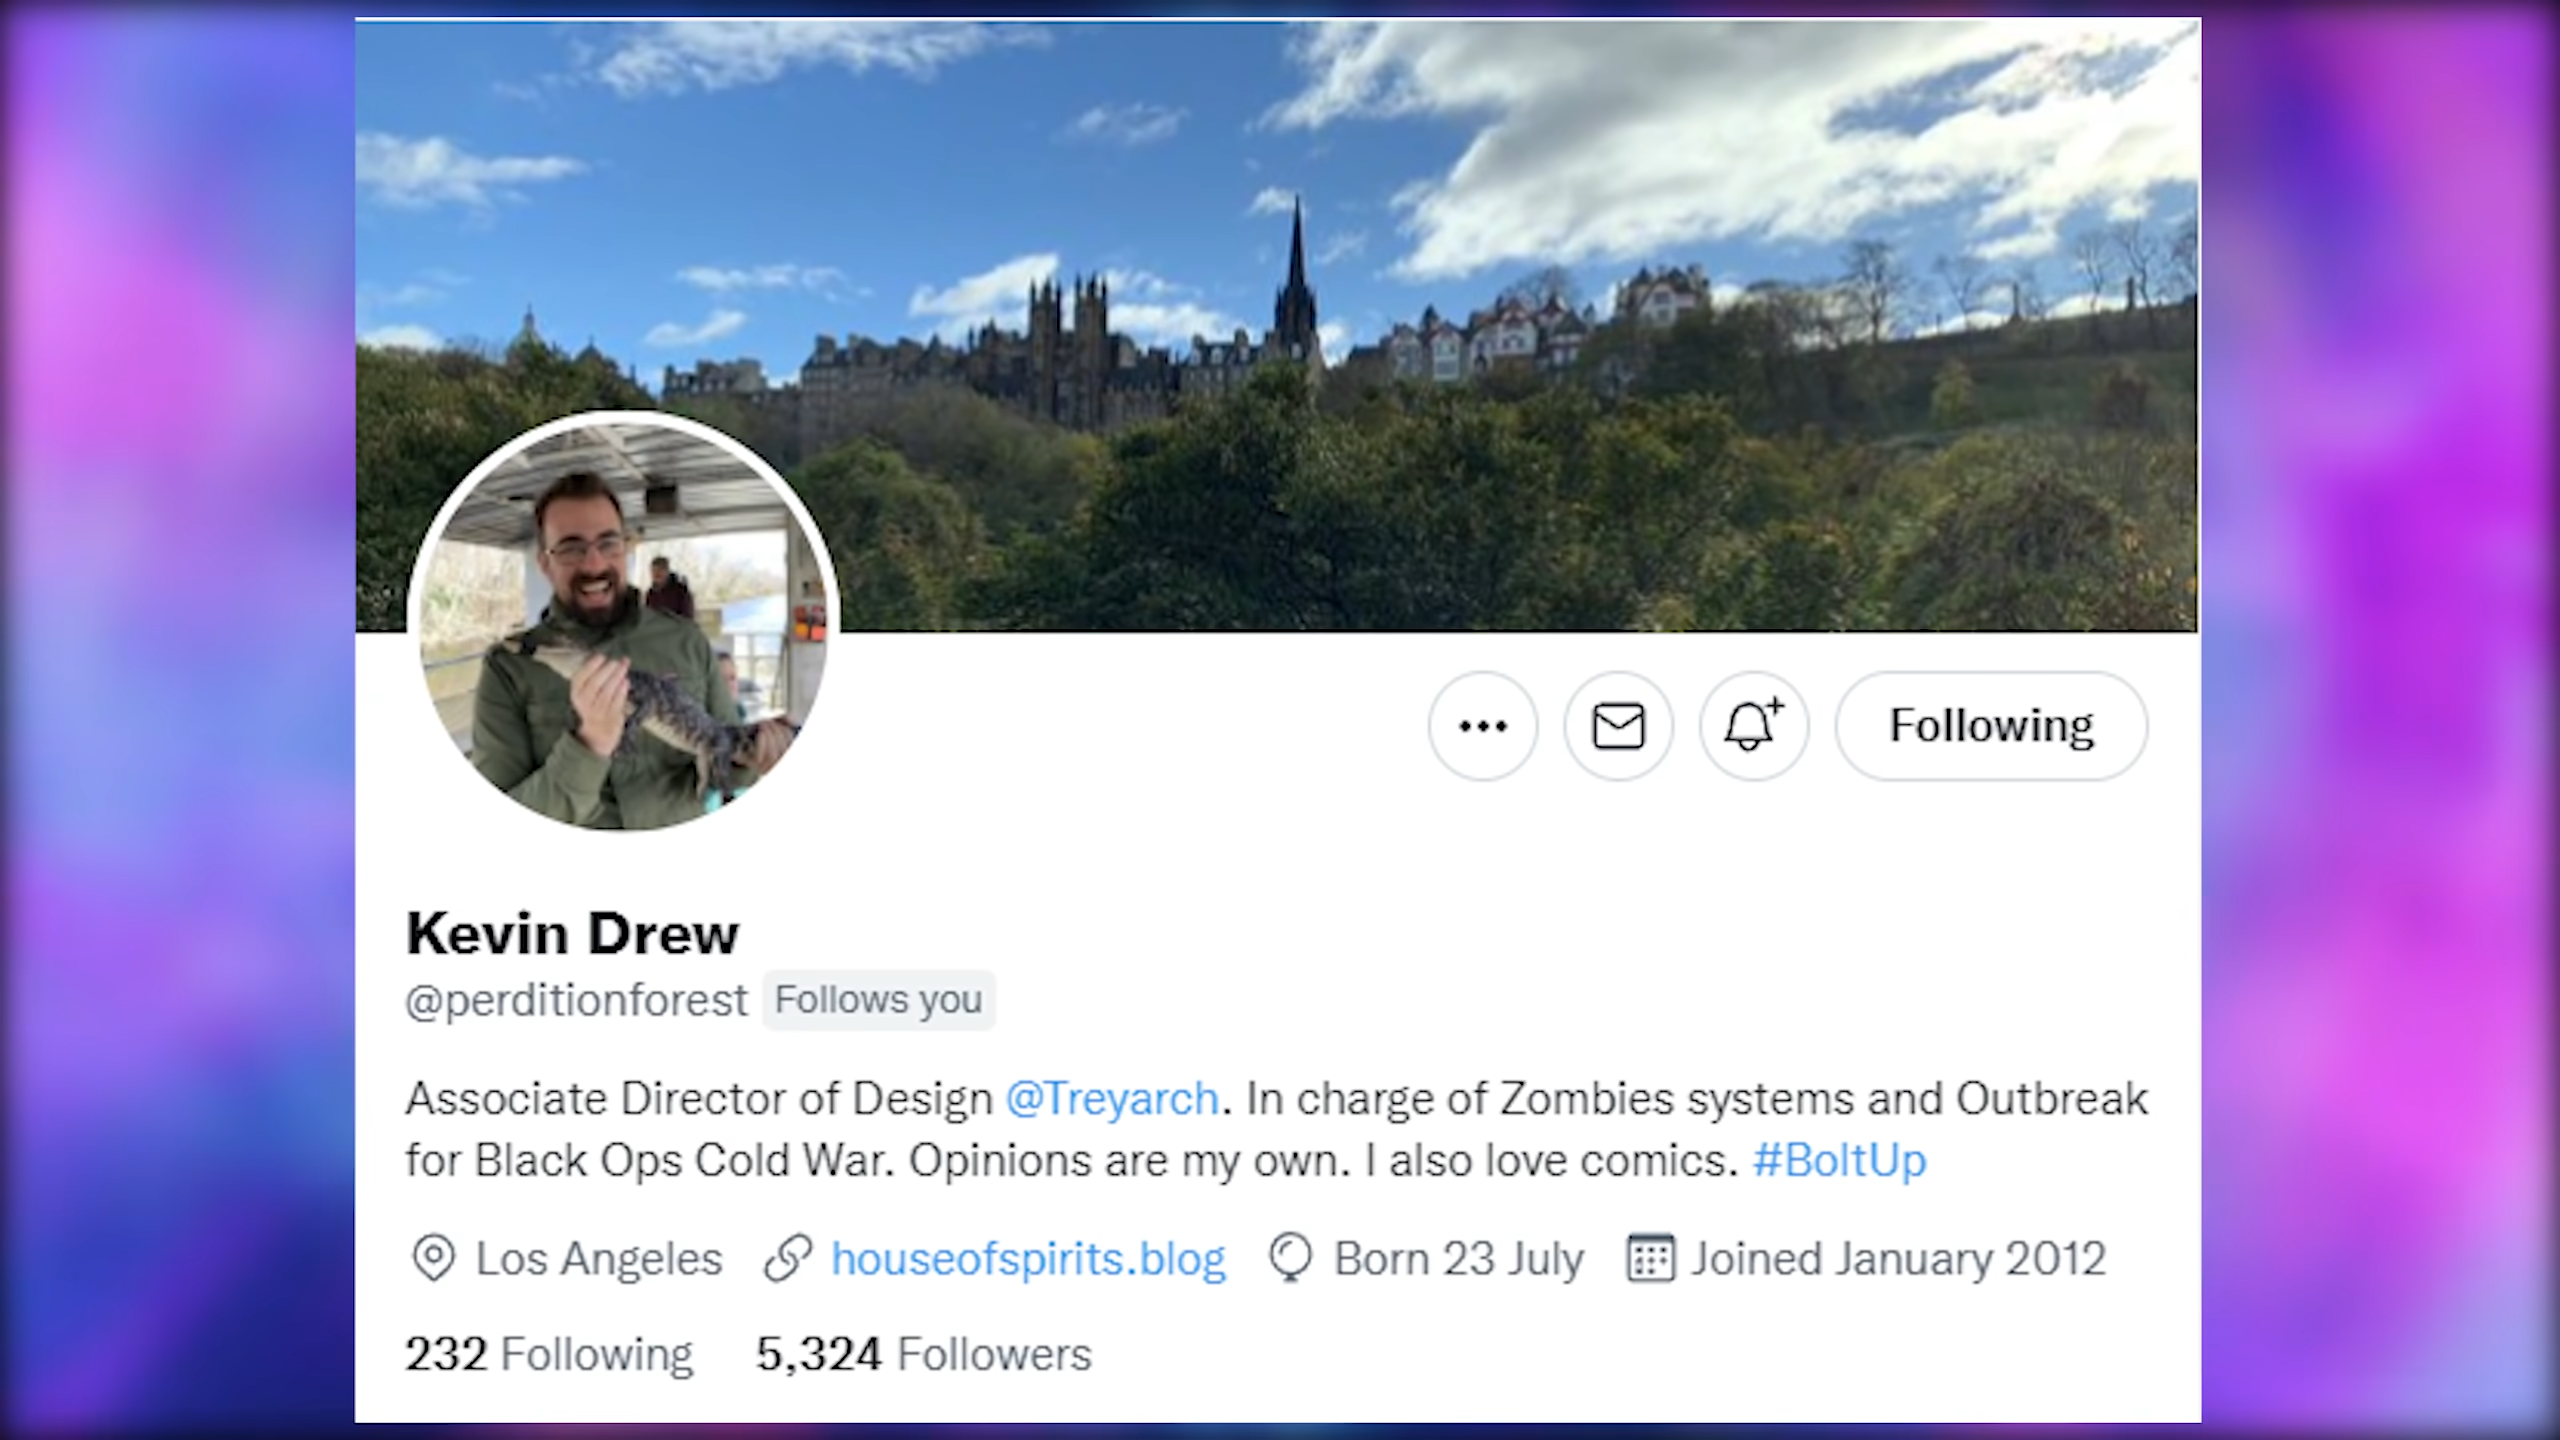 Following
Kevin Drew
@perditionforest Follows you
Associate Director of Design @Treyarch. In charge of Zombies systems and Outbreak
for Black Ops Cold War. Opinions are my own. I also love comics. #BoltUp
Los Angeles houseofspirits.blog Born 23 July Joined January 2012
232 Following 5,324 Followers